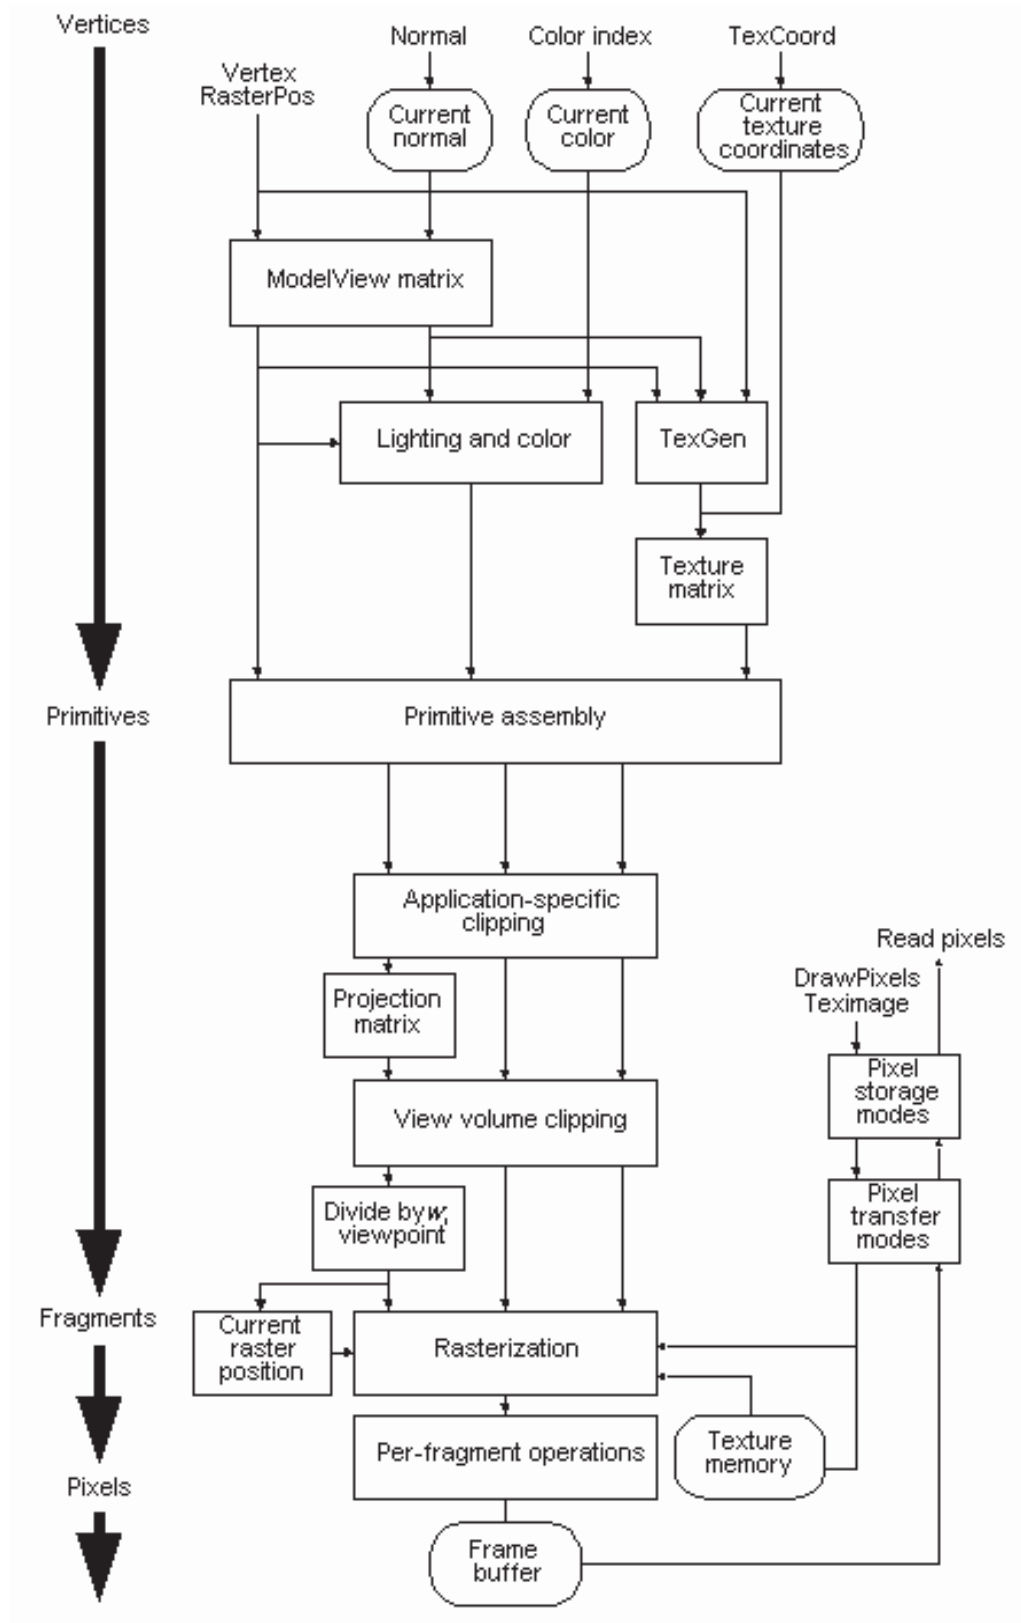 Vertices
Normal
Color index
TexCoord
Vertex
RasterPos
Current
normal
Current
color
Current
texture
coordinates
ModelView matrix
Lighting and color
TexGen
Texture
matrix
Primitives
Primitive assembly
Application-specific
clipping
Read pixels
DrawPixels
Teximage
Projection
matrix
Pixel
storage
modes
View volume clipping
Pixel
transfer
modes
Divide by w,
viewpoint
Fragments
Current
raster
position
Rasterization
Per-fragment operations
Texture
memory
Pixels
Frame
buffer